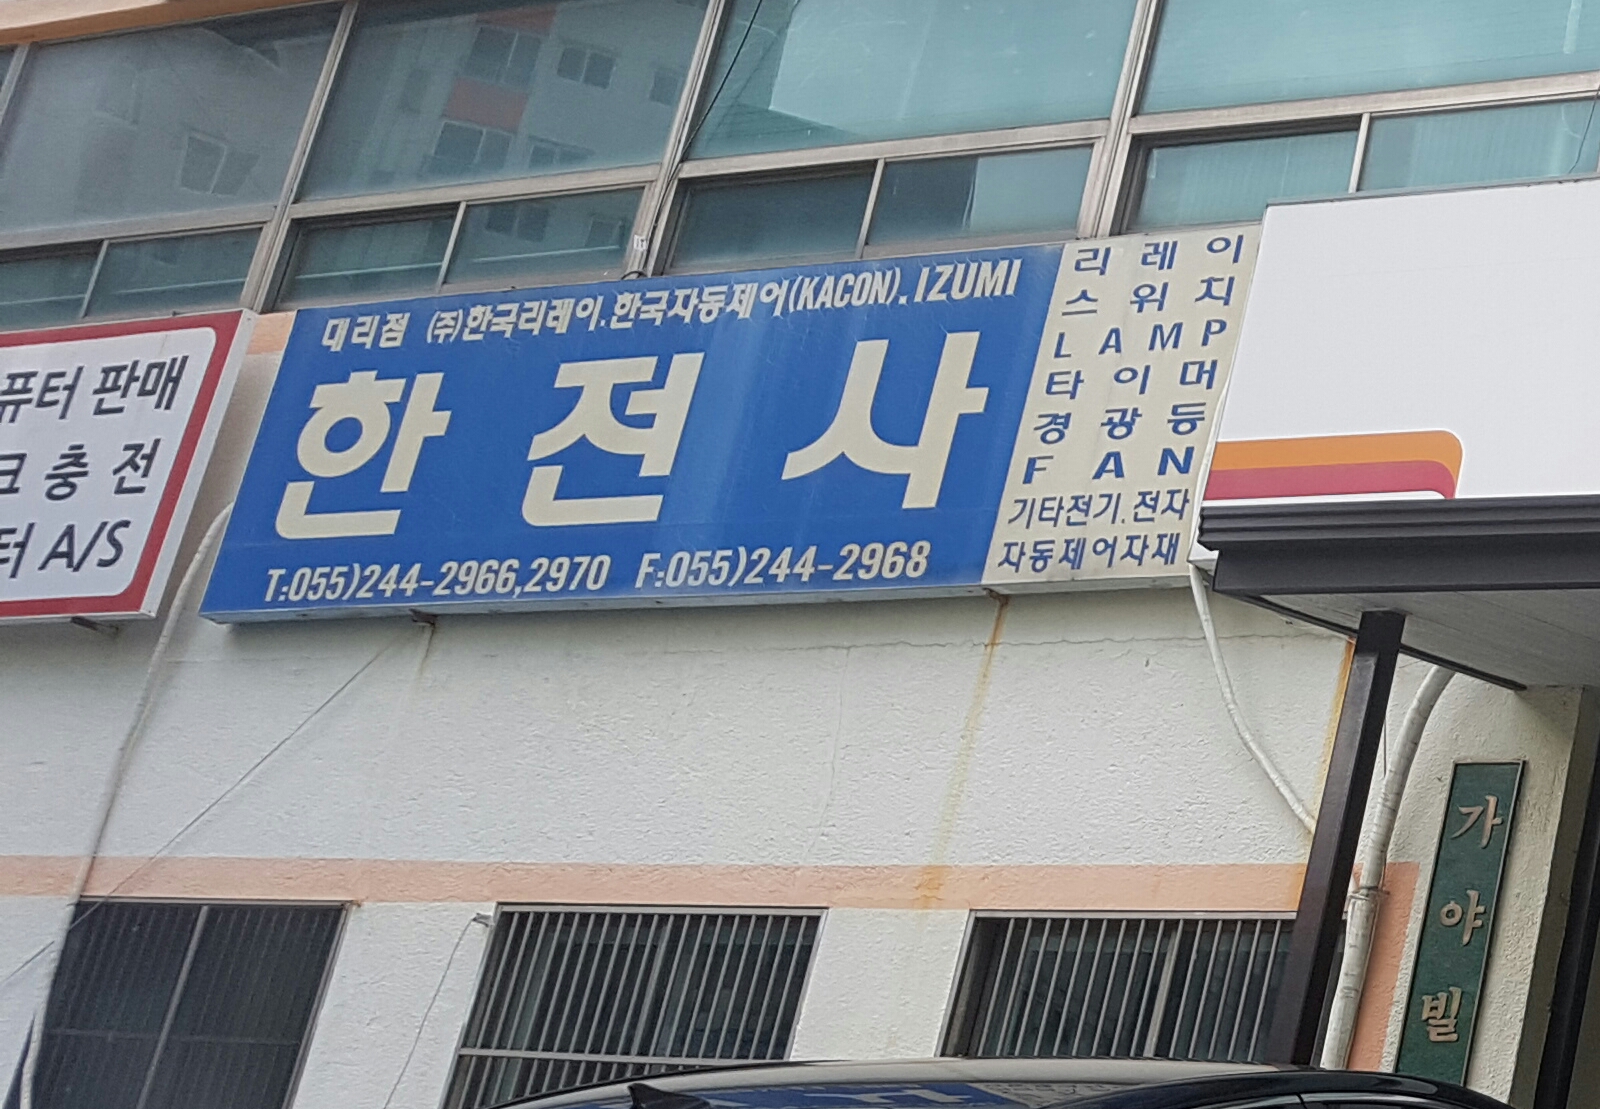 퓨터 판매
크 충 전
터 A/S
대리점 (주)한국리레이.한국자동제어(KACON).IZUMI
한전사
T:055)244-2966,2970 F:055)244-2968
리 레 이
스 위 치
L A M P
타 이 머
경 광 등
F A N
기타전기.전자
자동제어자재
가
야
빌